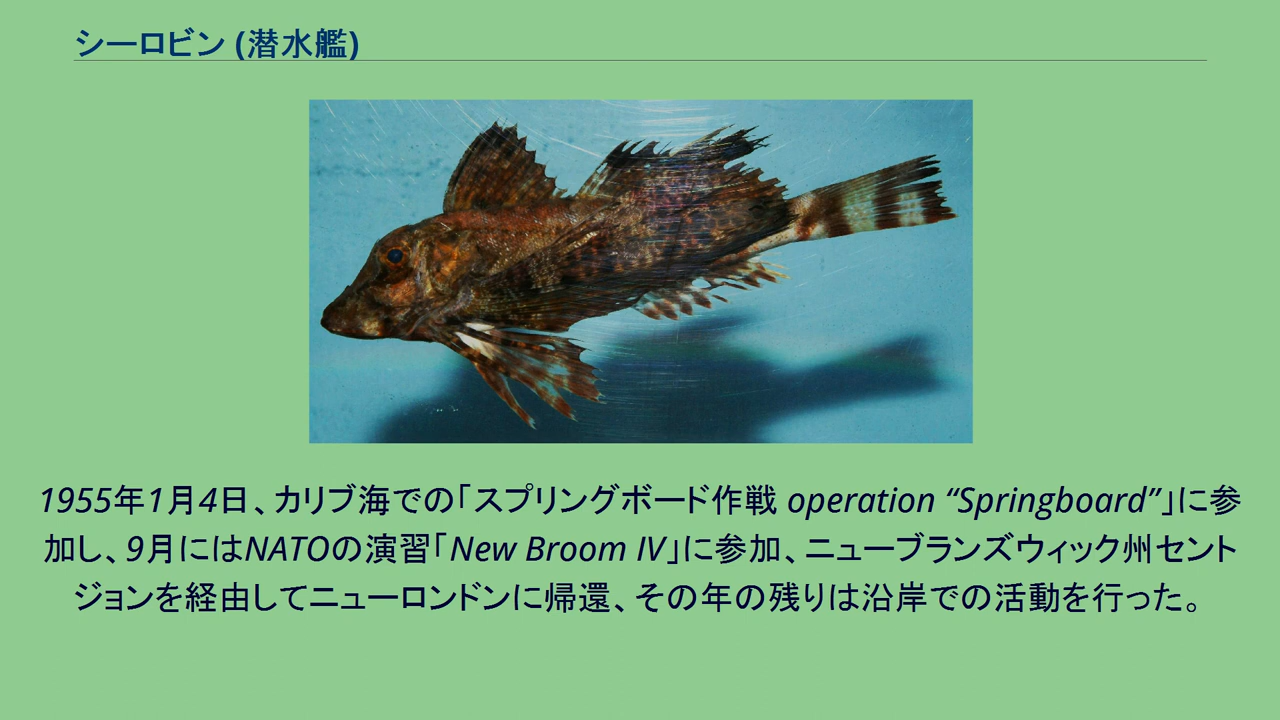 シーロビン (潜水艦)
1955年1月4日、カリブ海での「スプリングボード作戦 operation “Springboard”」に参
加し、9月にはNATOの演習「New Broom IV」に参加、ニューブランズウィック州セント
ジョンを経由してニューロンドンに帰還、その年の残りは沿岸での活動を行った。